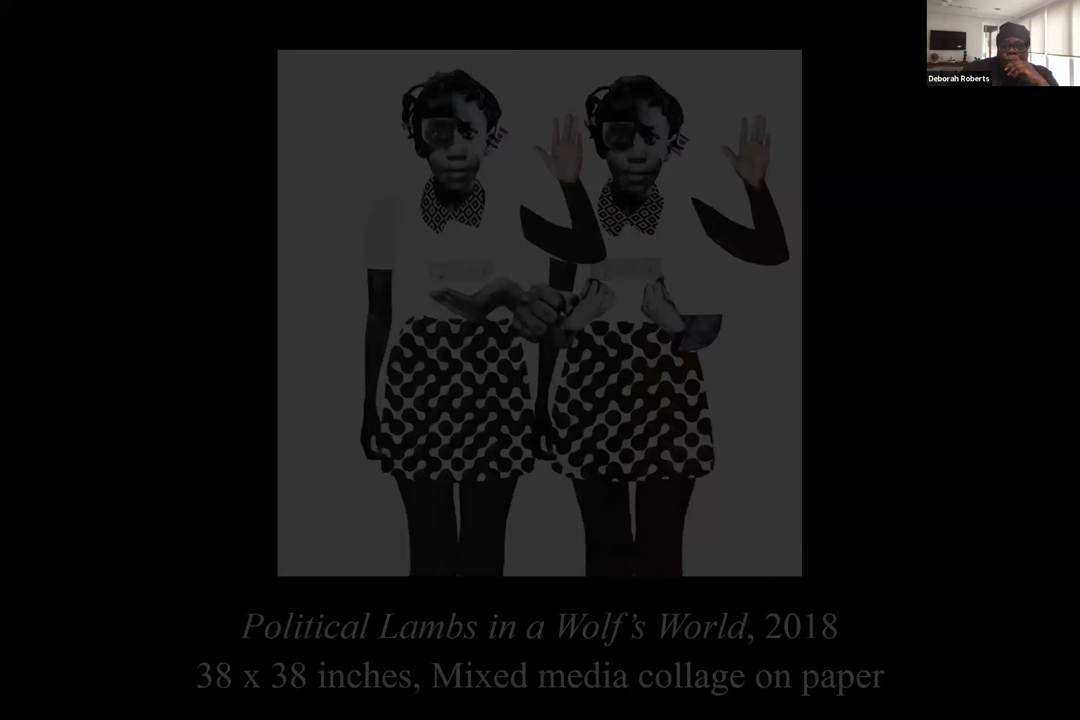 Deborah Roberts
Political Lambs in a Wolf's World, 2018
38 x 38 inches, Mixed media collage on paper